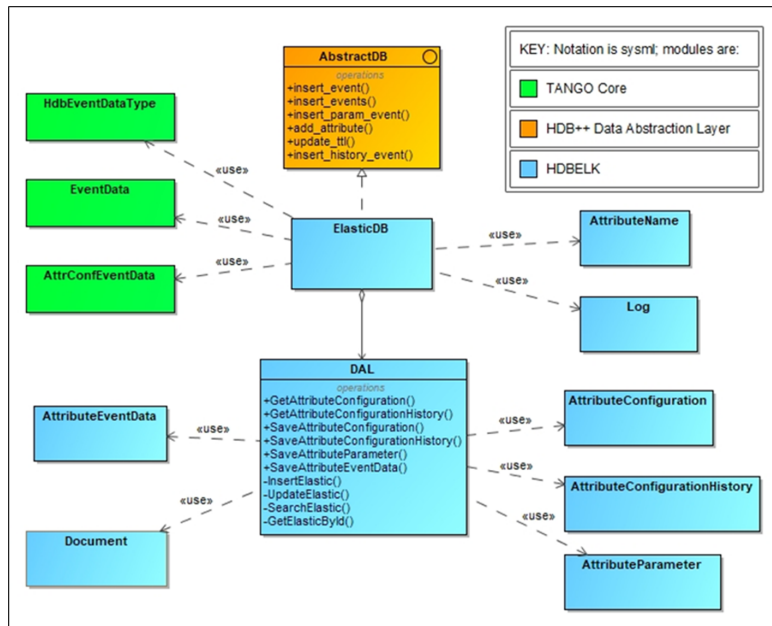 AbstractDB
operations
+insert_event()
+insert_events()
+insert_param_event()
+add_attribute()
+update_ttl()
+insert_history_event()
KEY: Notation is sysml; modules are:
TANGO Core
HDB++ Data Abstraction Layer
HDBELK
HdbEventDataType
«use»
EventData
«use»
AttrConfEventData
«use»
ElasticDB
«use»
AttributeName
«use»
Log
DAL
operations
+GetAttributeConfiguration()
+GetAttributeConfigurationHistory()
+SaveAttributeConfiguration()
+SaveAttributeConfigurationHistory()
+SaveAttributeParameter()
+SaveAttributeEventData()
-InsertElastic()
-UpdateElastic()
-SearchElastic()
-GetElasticById()
AttributeEventData
«use»
Document
«use»
«use»
AttributeConfiguration
«use»
AttributeConfigurationHistory
«use»
AttributeParameter